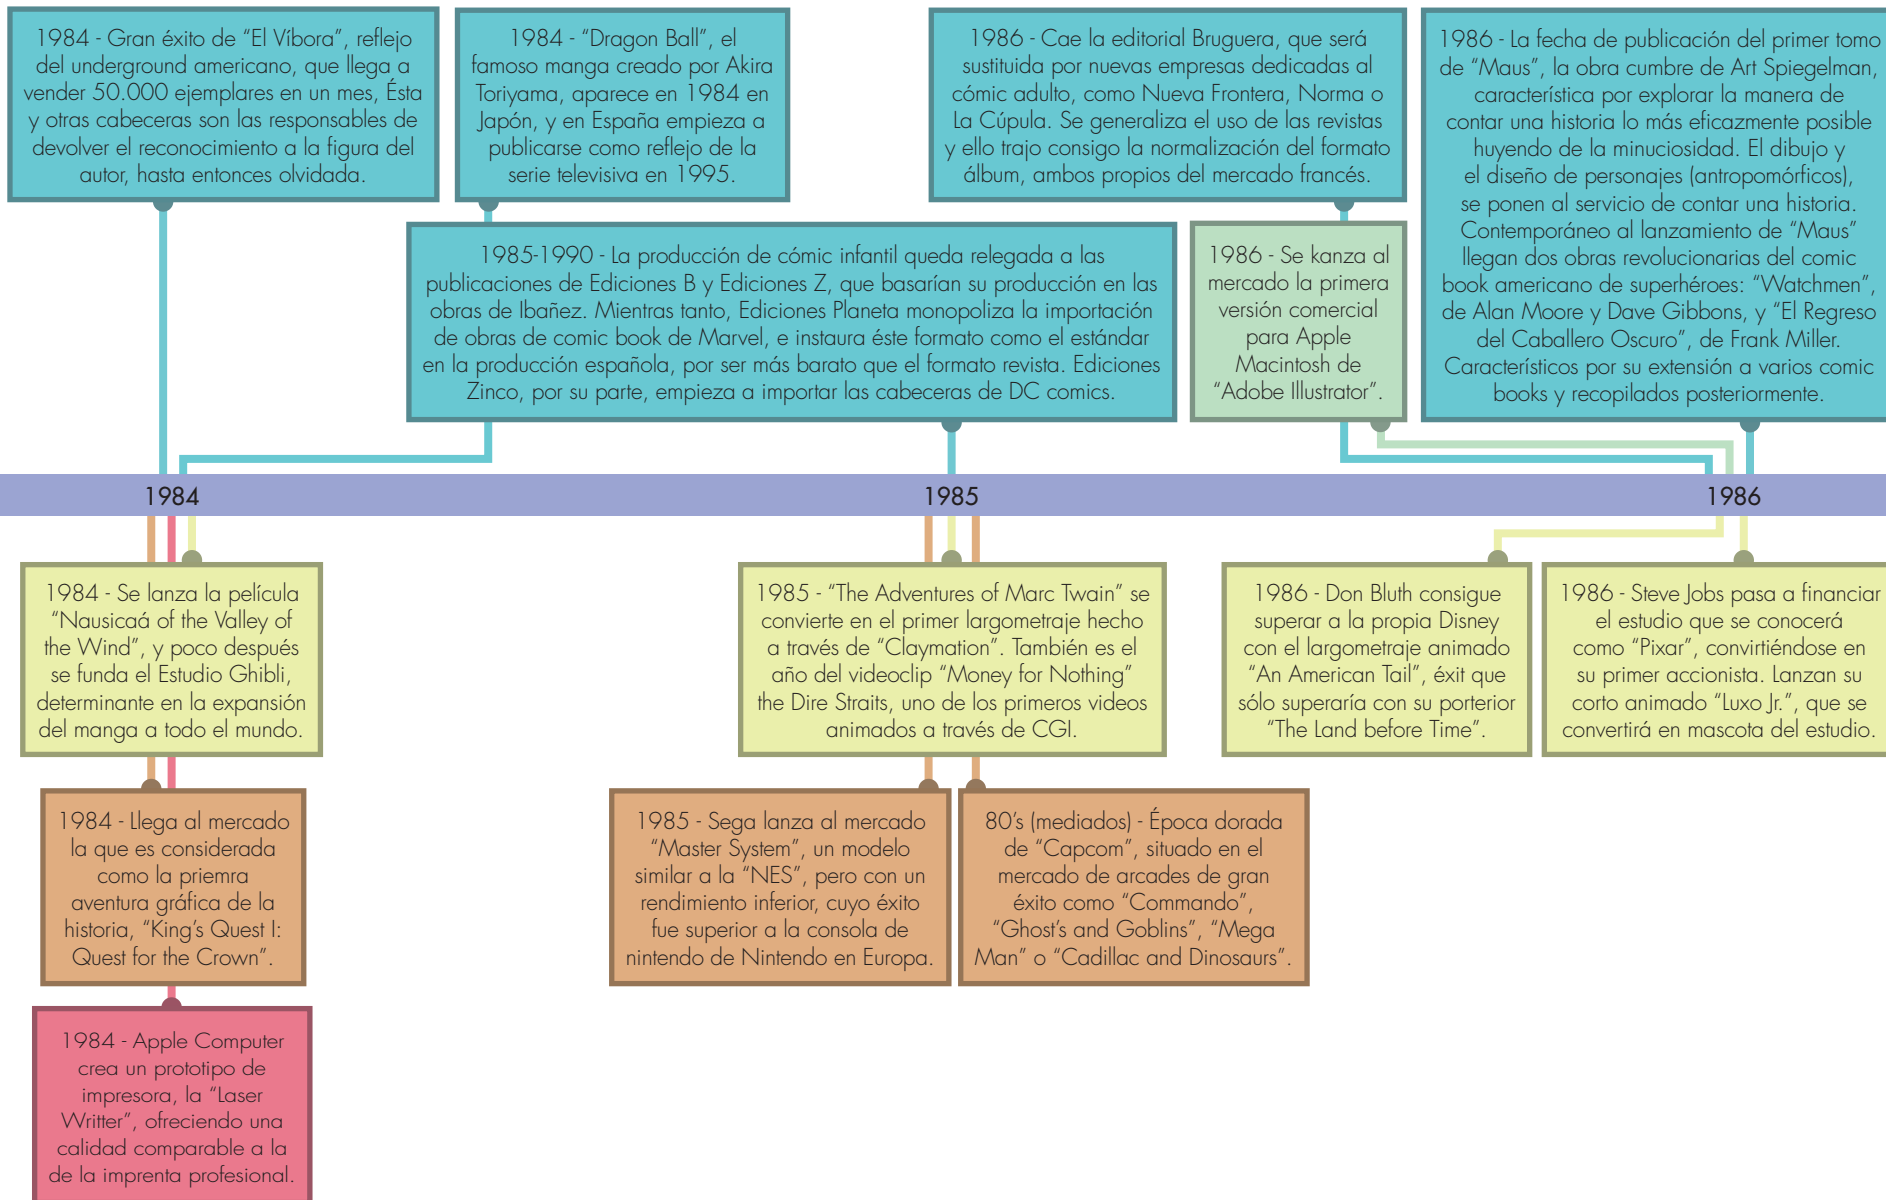 1984 - Gran éxito de “El Víbora”, reflejo
del underground americano, que llega a
vender 50.000 ejemplares en un mes, Ésta
y otras cabeceras son las responsables de
devolver el reconocimiento a la figura del
autor, hasta entonces olvidada.
1984 - “Dragon Ball”, el
famoso manga creado por Akira
Toriyama, aparece en 1984 en
Japón, y en España empieza a
publicarse como reflejo de la
serie televisiva en 1995.
1986 - Cae la editorial Bruguera, que será
sustituida por nuevas empresas dedicadas al
cómic adulto, como Nueva Frontera, Norma o
La Cúpula. Se generaliza el uso de las revistas
y ello trajo consigo la normalización del formato
álbum, ambos propios del mercado francés.
1986 - La fecha de publicación del primer tomo
de “Maus”, la obra cumbre de Art Spiegelman,
característica por explorar la manera de
contar una historia lo más eficazmente posible
huyendo de la minuciosidad. El dibujo y
el diseño de personajes (antropomórficos),
se ponen al servicio de contar una historia.
Contemporáneo al lanzamiento de “Maus”
llegan dos obras revolucionarias del comic
book americano de superhéroes: “Watchmen”,
de Alan Moore y Dave Gibbons, y “El Regreso
del Caballero Oscuro”, de Frank Miller.
Característicos por su extensión a varios comic
books y recopilados posteriormente.
1985-1990 - La producción de cómic infantil queda relegada a las
publicaciones de Ediciones B y Ediciones Z, que basarían su producción en las
obras de Ibañez. Mientras tanto, Ediciones Planeta monopoliza la importación
de obras de comic book de Marvel, e instaura éste formato como el estándar
en la producción española, por ser más barato que el formato revista. Ediciones
Zinco, por su parte, empieza a importar las cabeceras de DC comics.
1986 - Se kanza al
mercado la primera
versión comercial
para Apple
Macintosh de
“Adobe Illustrator”.
1984
1985
1986
1984 - Se lanza la película
“Nausicaá of the Valley of
the Wind”, y poco después
se funda el Estudio Ghibli,
determinante en la expansión
del manga a todo el mundo.
1985 - “The Adventures of Marc Twain” se
convierte en el primer largometraje hecho
a través de “Claymation”. También es el
año del videoclip “Money for Nothing”
the Dire Straits, uno de los primeros videos
animados a través de CGI.
1986 - Don Bluth consigue
superar a la propia Disney
con el largometraje animado
“An American Tail”, éxit que
sólo superaría con su porterior
“The Land before Time”.
1986 - Steve Jobs pasa a financiar
el estudio que se conocerá
como “Pixar”, convirtiéndose en
su primer accionista. Lanzan su
corto animado “Luxo Jr.”, que se
convertirá en mascota del estudio.
1984 - Llega al mercado
la que es considerada
como la priemra
aventura gráfica de la
historia, “King’s Quest I:
Quest for the Crown”.
1985 - Sega lanza al mercado
“Master System”, un modelo
similar a la “NES”, pero con un
rendimiento inferior, cuyo éxito
fue superior a la consola de
nintendo de Nintendo en Europa.
80’s (mediados) - Época dorada
de “Capcom”, situado en el
mercado de arcades de gran
éxito como “Commando”,
“Ghost’s and Goblins”, “Mega
Man” o “Cadillac and Dinosaurs”.
1984 - Apple Computer
crea un prototipo de
impresora, la “Laser
Writter”, ofreciendo una
calidad comparable a la
de la imprenta profesional.